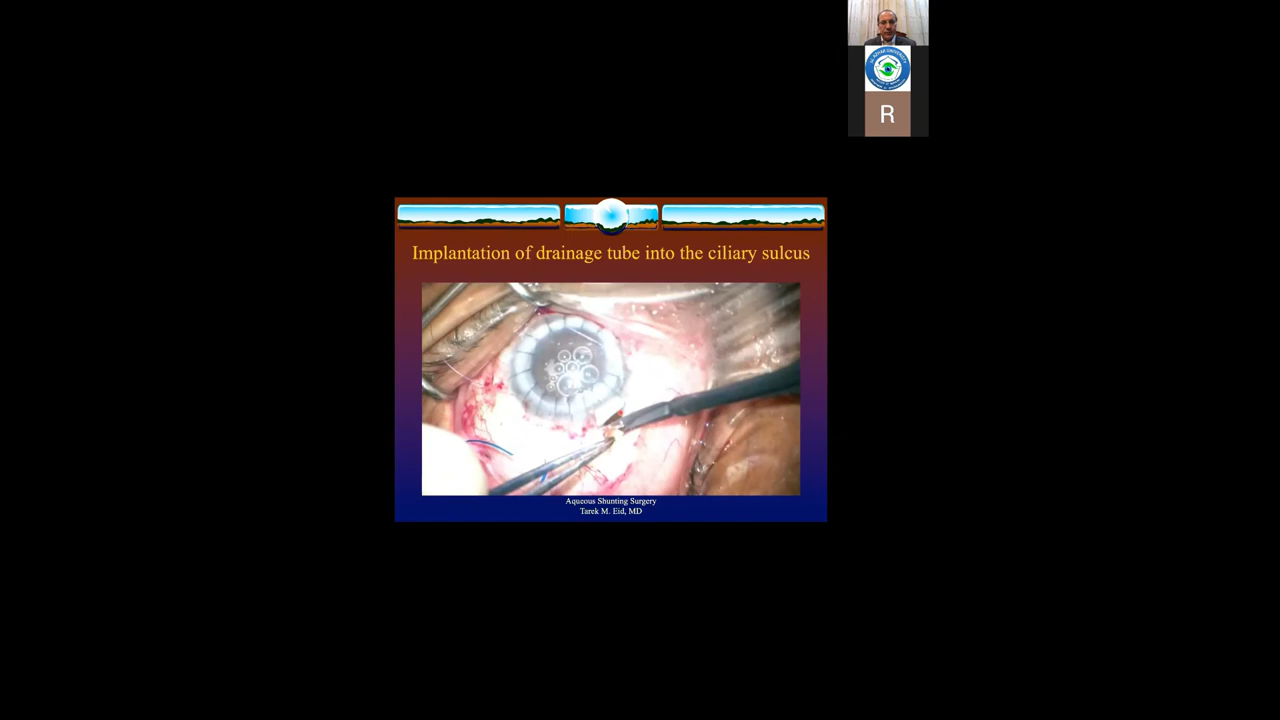 R
Implantation of drainage tube into the ciliary sulcus
Aqueous Shunting Surgery
Tarek M. Eid, MD